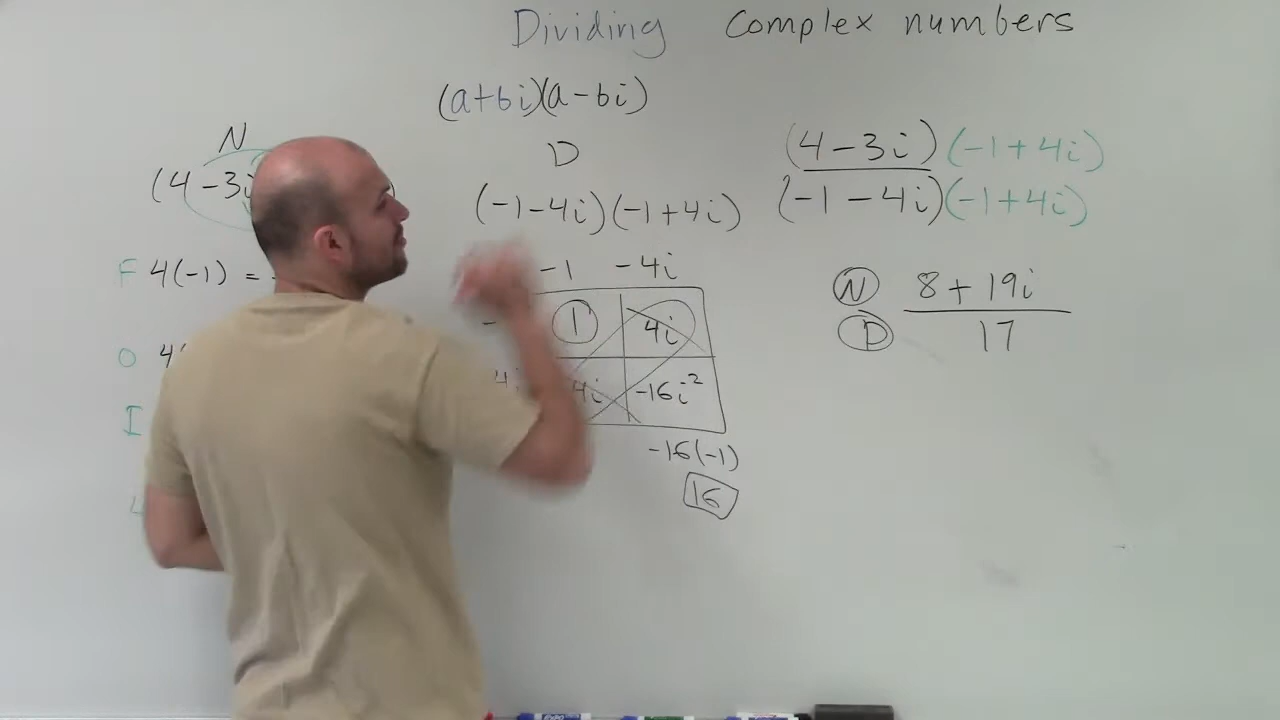 Dividing Complex numbers
(a+bi)(a-bi)
N
(4-3i
F 4(-1) =
O 4(
I
L
D
(-1-4i)(-1+4i)
-1 -4i
1 4i
4i -16i²
-16(-1)
16
(4-3i)(-1+4i)
(-1-4i)(-1+4i)
N 8+19i
D 17